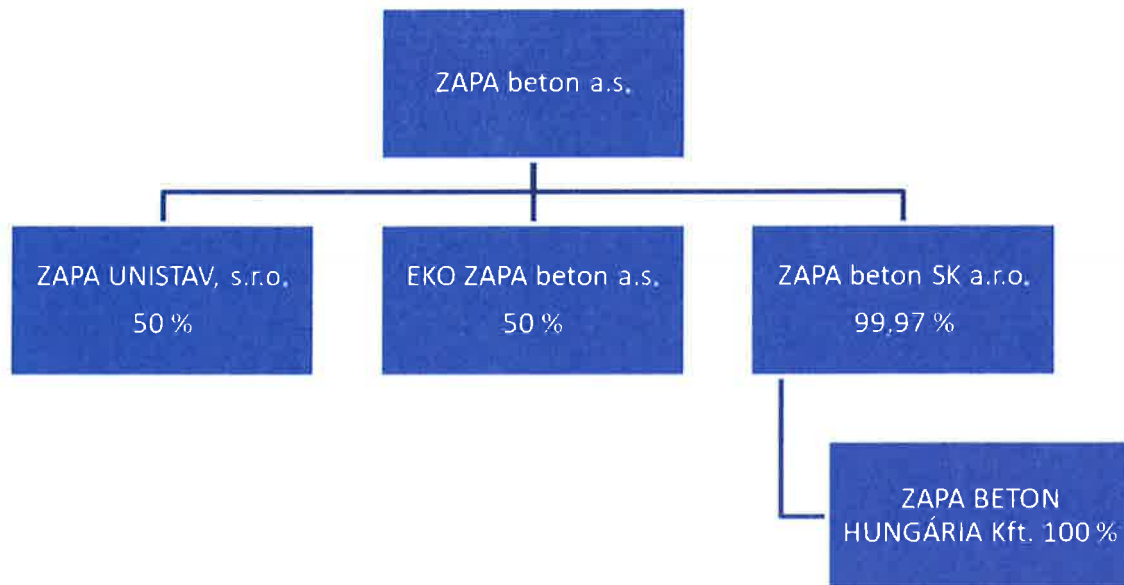 ZAPA beton a.s.
ZAPA UNISTAV, s.r.o.
50 %
EKO ZAPA beton a.s.
50 %
ZAPA beton SK a.r.o.
99,97 %
ZAPA BETON
HUNGÁRIA Kft. 100 %